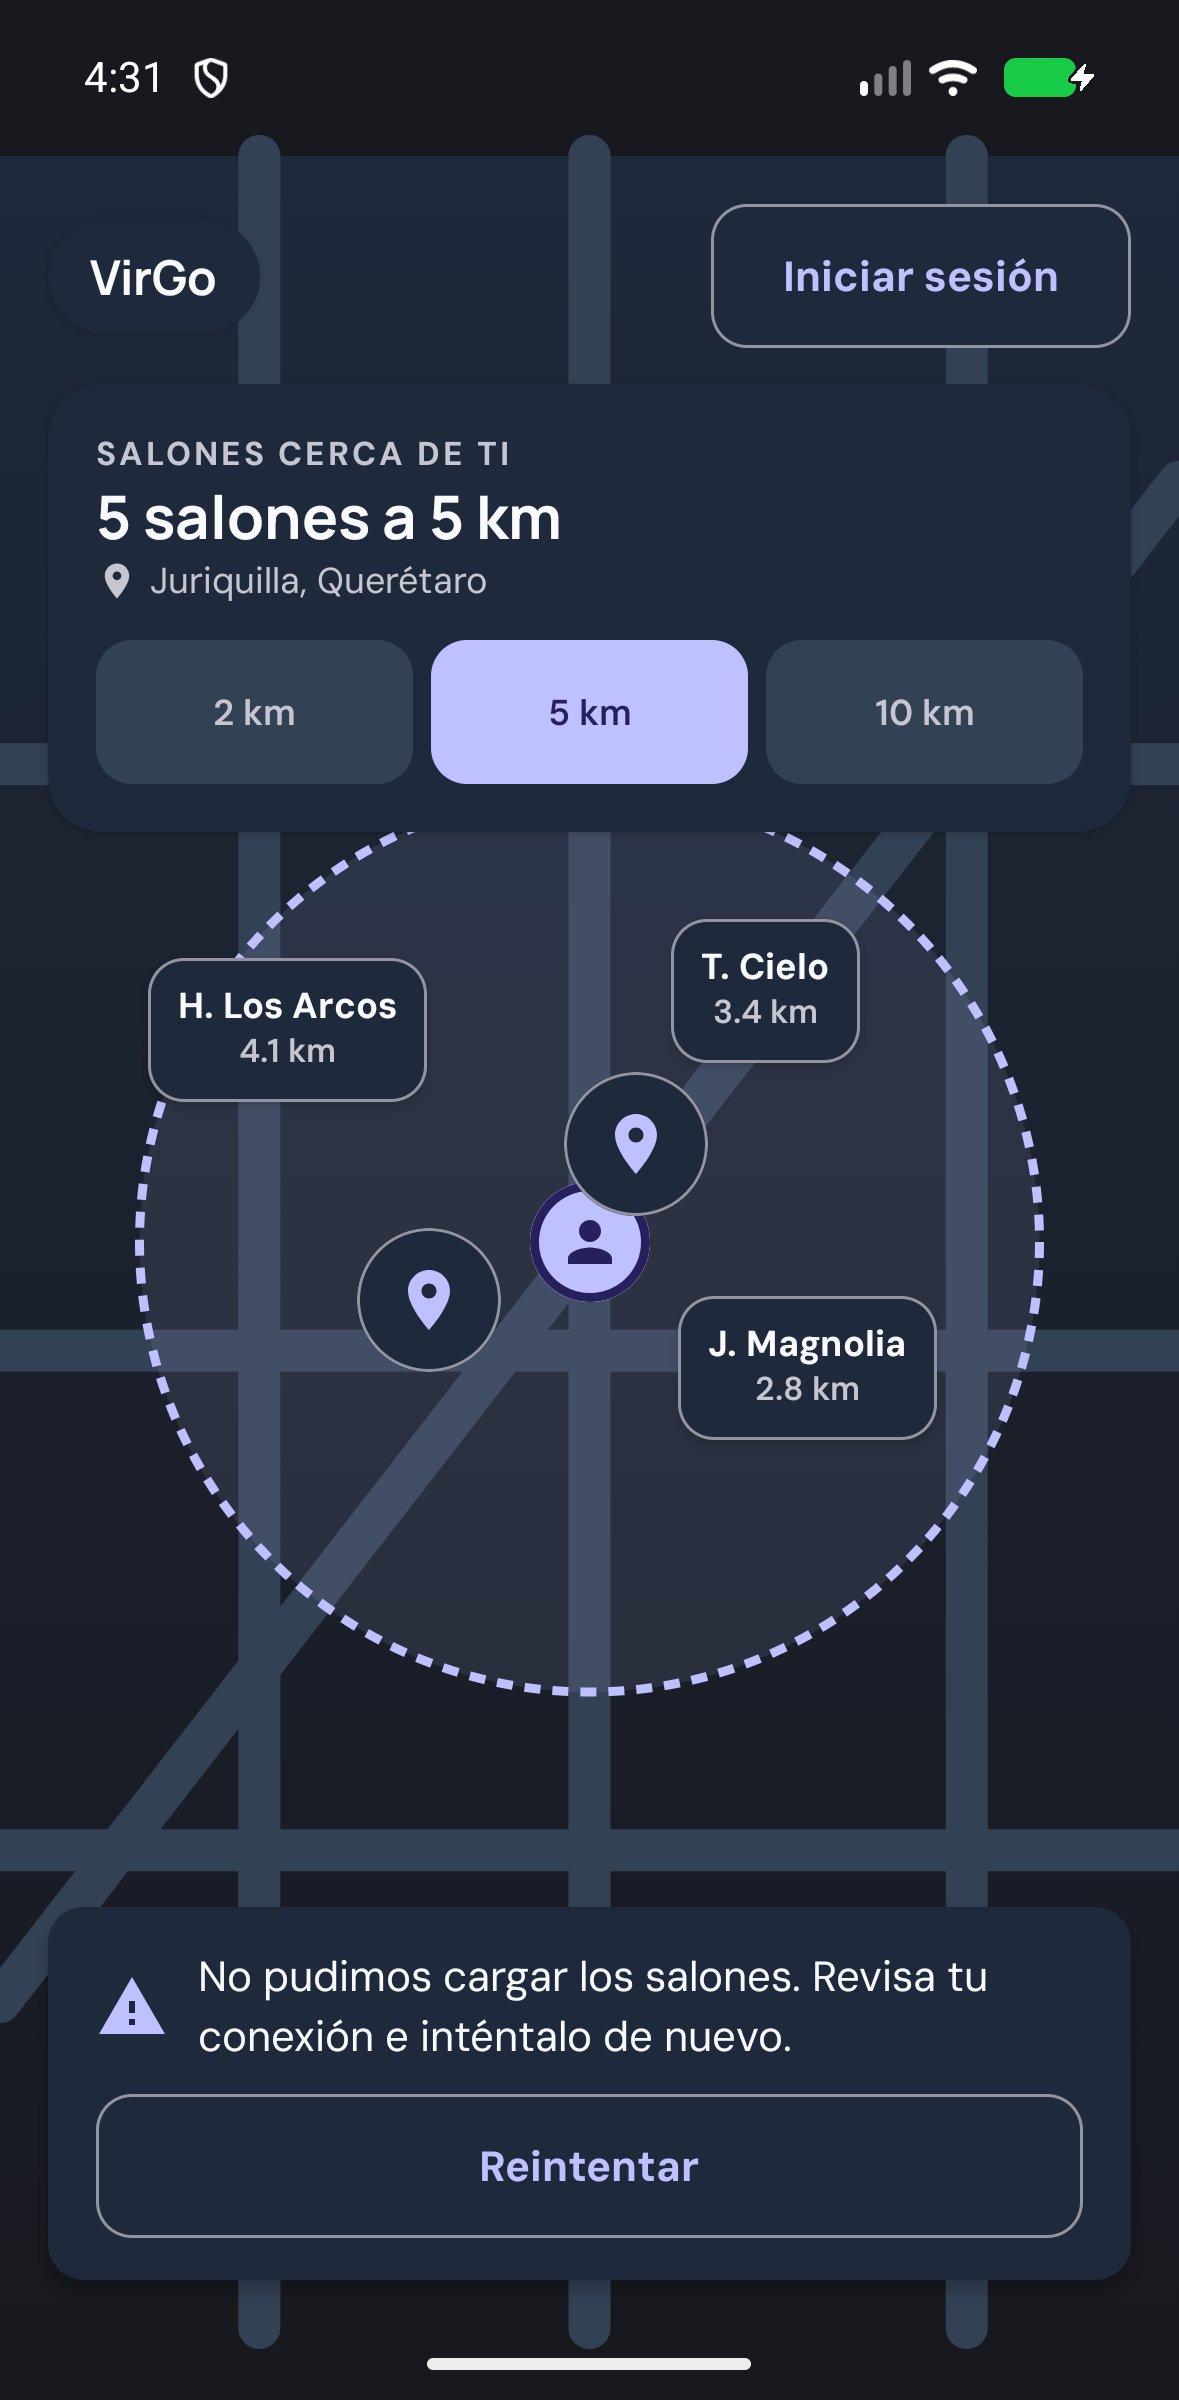 4:31
VirGo
Iniciar sesión
SALONES CERCA DE TI
5 salones a 5 km
Juriquilla, Querétaro
2 km
5 km
10 km
T. Cielo
3.4 km
H. Los Arcos
4.1 km
J. Magnolia
2.8 km
No pudimos cargar los salones. Revisa tu
conexión e inténtalo de nuevo.
Reintentar